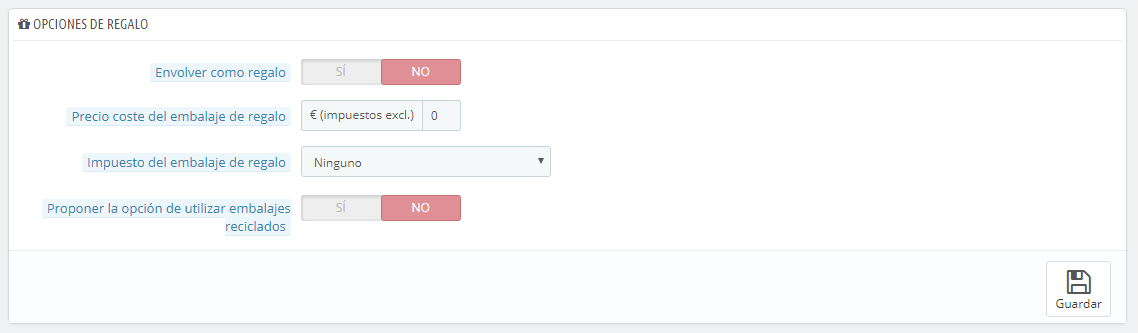 OPCIONES DE REGALO
Envolver como regalo SÍ NO
Precio coste del embalaje de regalo € (impuestos excl.) 0
Impuesto del embalaje de regalo Ninguno
Proponer la opción de utilizar embalajes SÍ NO
reciclados
Guardar